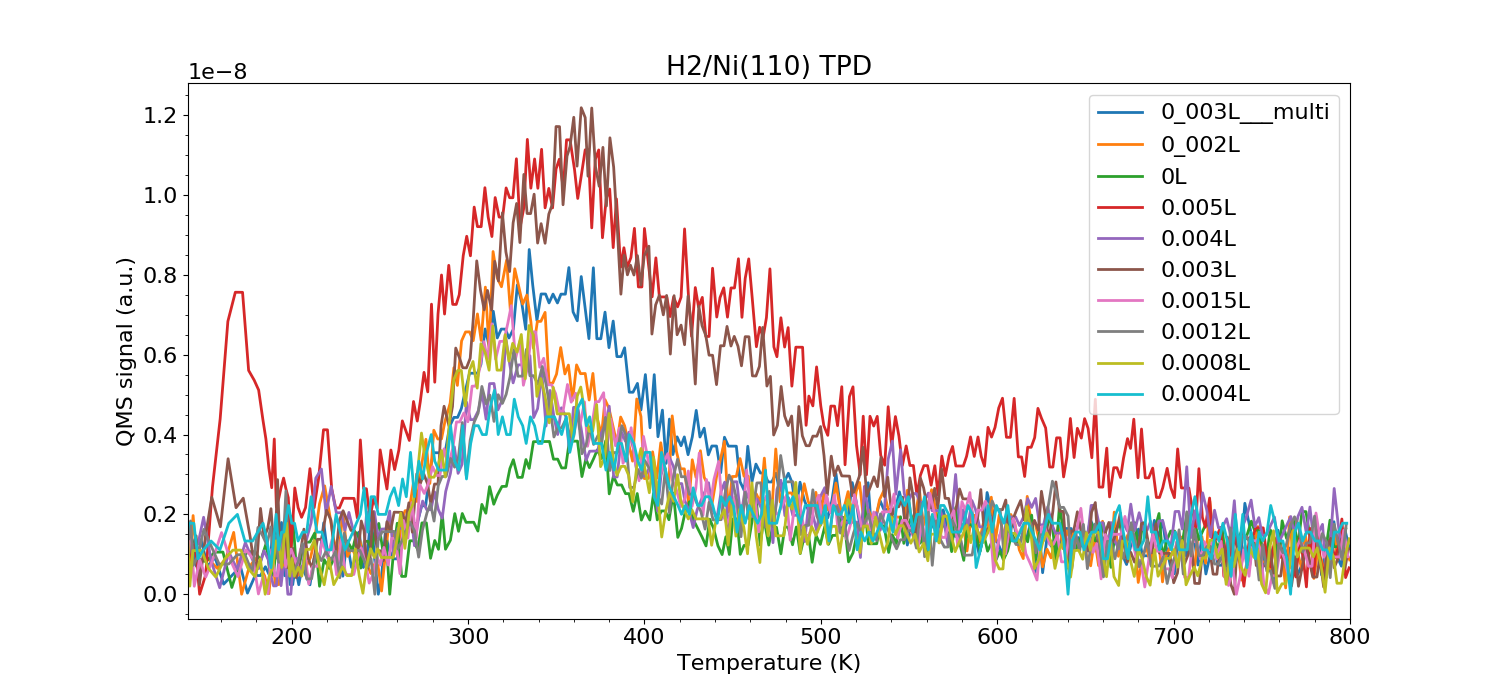 H2/Ni(110) TPD
1e−8
1.2
1.0
0.8
0.6
0.4
0.2
0.0
QMS signal (a.u.)
200 300 400 500 600 700 800
Temperature (K)
0_003L___multi
0_002L
0L
0.005L
0.004L
0.003L
0.0015L
0.0012L
0.0008L
0.0004L